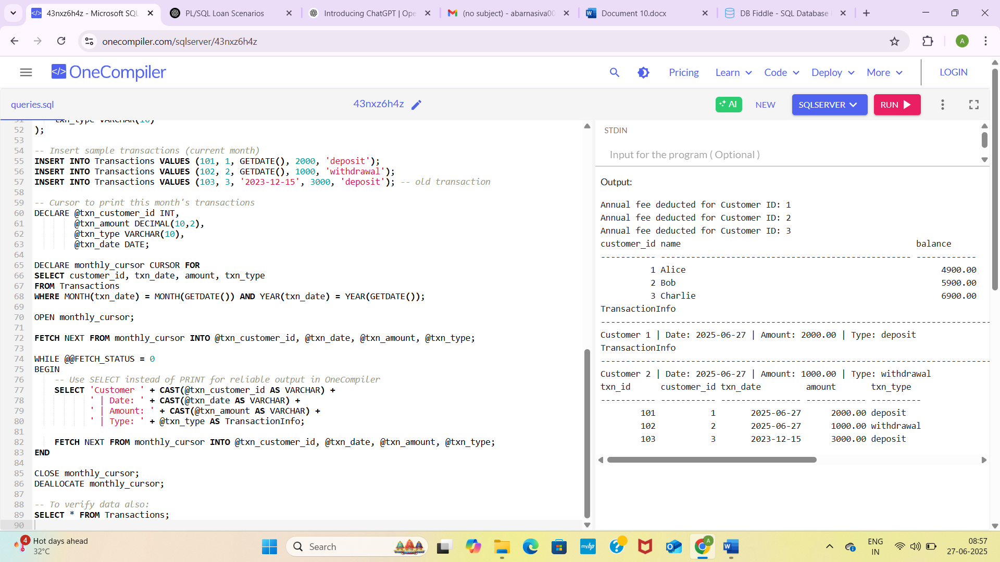 43nxz6h4z - Microsoft SQL
PL/SQL Loan Scenarios
Introducing ChatGPT | Ope
(no subject) - abarnasiva00
Document 10.docx
DB Fiddle - SQL Database
onecompiler.com/sqlserver/43nxz6h4z
A
</> OneCompiler
Pricing
Learn
Code
Deploy
More
LOGIN
queries.sql
43nxz6h4z
AI
NEW
SQLSERVER
RUN
51 txn_type VARCHAR(10)
52 );
53
54 -- Insert sample transactions (current month)
55 INSERT INTO Transactions VALUES (101, 1, GETDATE(), 2000, 'deposit');
56 INSERT INTO Transactions VALUES (102, 2, GETDATE(), 1000, 'withdrawal');
57 INSERT INTO Transactions VALUES (103, 3, '2023-12-15', 3000, 'deposit'); -- old transaction
58
59 -- Cursor to print this month's transactions
60 DECLARE @txn_customer_id INT,
61 @txn_amount DECIMAL(10,2),
62 @txn_type VARCHAR(10),
63 @txn_date DATE;
64
65 DECLARE monthly_cursor CURSOR FOR
66 SELECT customer_id, txn_date, amount, txn_type
67 FROM Transactions
68 WHERE MONTH(txn_date) = MONTH(GETDATE()) AND YEAR(txn_date) = YEAR(GETDATE());
69
70 OPEN monthly_cursor;
71
72 FETCH NEXT FROM monthly_cursor INTO @txn_customer_id, @txn_date, @txn_amount, @txn_type;
73
74 WHILE @@FETCH_STATUS = 0
75 BEGIN
76 -- Use SELECT instead of PRINT for reliable output in OneCompiler
77 SELECT 'Customer ' + CAST(@txn_customer_id AS VARCHAR) +
78 ' | Date: ' + CAST(@txn_date AS VARCHAR) +
79 ' | Amount: ' + CAST(@txn_amount AS VARCHAR) +
80 ' | Type: ' + @txn_type AS TransactionInfo;
81
82 FETCH NEXT FROM monthly_cursor INTO @txn_customer_id, @txn_date, @txn_amount, @txn_type;
83 END
84
85 CLOSE monthly_cursor;
86 DEALLOCATE monthly_cursor;
87
88 -- To verify data also:
89 SELECT * FROM Transactions;
90
STDIN
Input for the program ( Optional )
Output:
Annual fee deducted for Customer ID: 1
Annual fee deducted for Customer ID: 2
Annual fee deducted for Customer ID: 3
customer_id name balance
----------- -------------------------------------------------- ------------
1 Alice 4900.00
2 Bob 5900.00
3 Charlie 6900.00
TransactionInfo
------------------------------------------------------------------------------
Customer 1 | Date: 2025-06-27 | Amount: 2000.00 | Type: deposit
TransactionInfo
------------------------------------------------------------------------------
Customer 2 | Date: 2025-06-27 | Amount: 1000.00 | Type: withdrawal
txn_id customer_id txn_date amount txn_type
----------- ----------- ---------------- ------------ ----------
101 1 2025-06-27 2000.00 deposit
102 2 2025-06-27 1000.00 withdrawal
103 3 2023-12-15 3000.00 deposit
4
Hot days ahead
32°C
Search
myhp
ENG
IN
08:57
27-06-2025